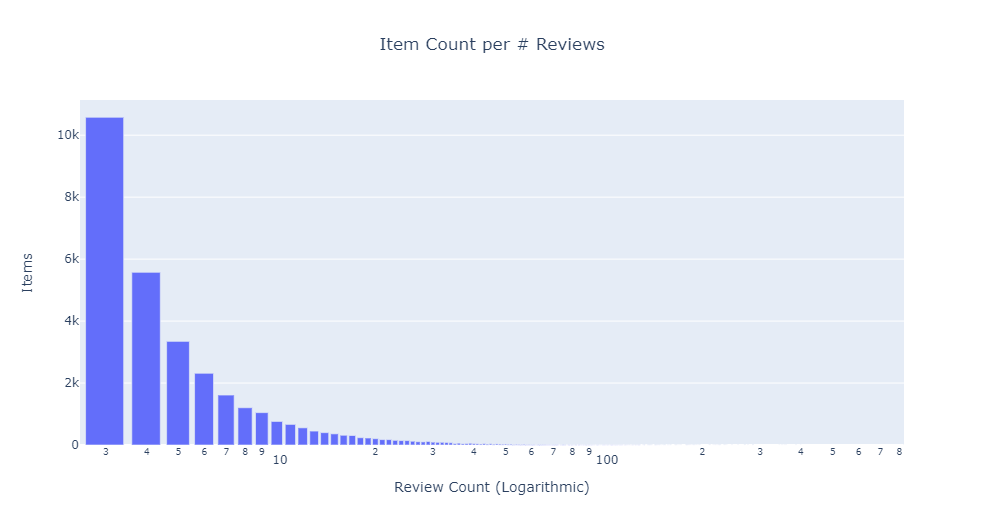 Item Count per # Reviews
10k
8k
6k
4k
2k
0
Items
3 4 5 6 7 8 9 10 2 3 4 5 6 7 8 9 100 2 3 4 5 6 7 8
Review Count (Logarithmic)